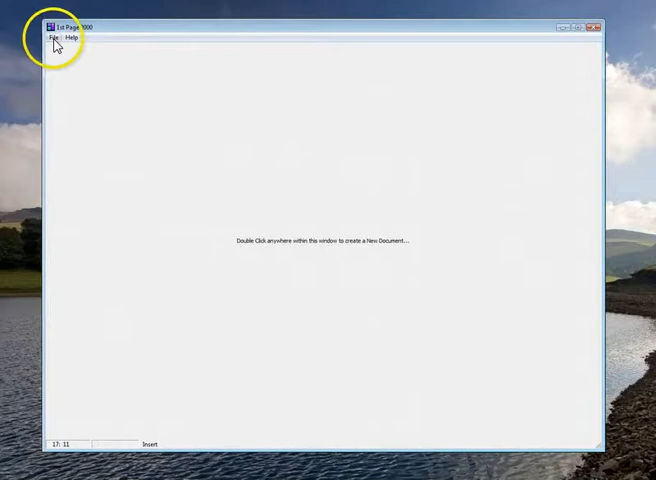 1st Page 2000
File Help
Double Click anywhere within this window to create a New Document...
17: 11 Insert